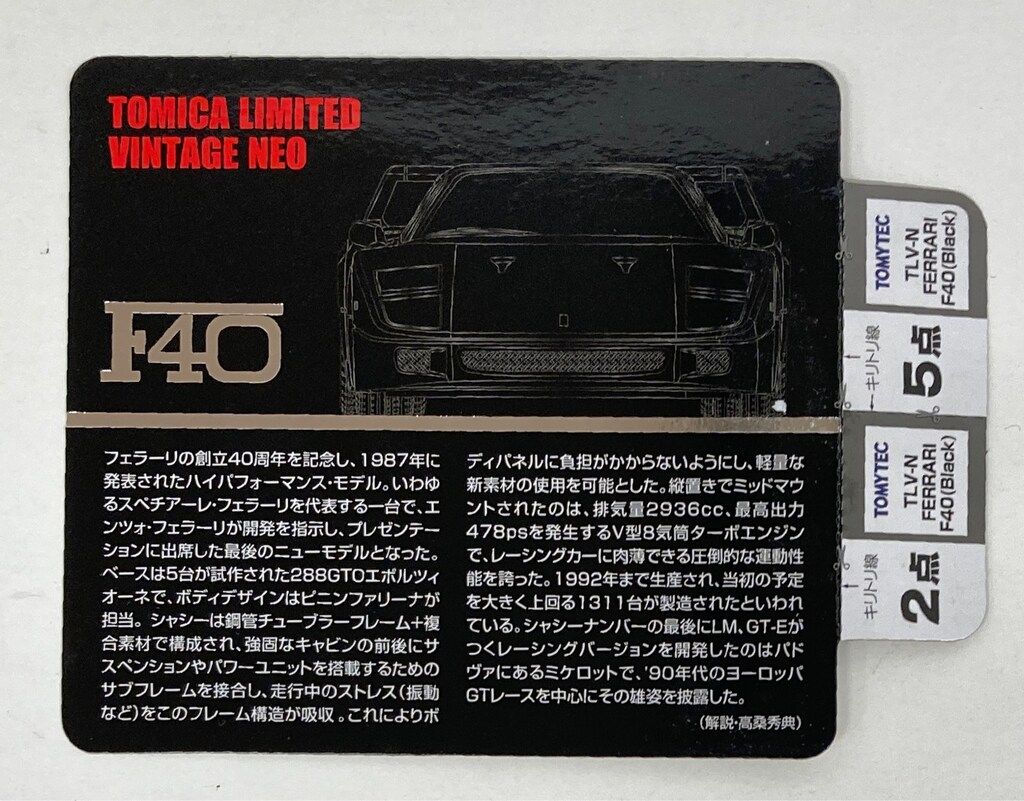 TOMICA LIMITED
VINTAGE NEO
F40
フェラーリの創立40周年を記念し、1987年に
発表されたハイパフォーマンス・モデル。いわゆ
るスペチアーレ・フェラーリを代表する一台で、エ
ンツォ・フェラーリが開発を指示し、プレゼンテー
ションに出席した最後のニューモデルとなった。
ベースは5台が試作された288GTOエボルツィ
オーネで、ボディデザインはピニンファリーナが
担当。シャシーは鋼管チューブラーフレーム+複
合素材で構成され、強固なキャビンの前後にサ
スペンションやパワーユニットを搭載するための
サブフレームを接合し、走行中のストレス(振動
など)をこのフレーム構造が吸収。これによりボ
ディパネルに負担がかからないようにし、軽量な
新素材の使用を可能とした。縦置きでミッドマウ
ントされたのは、排気量2936cc、最高出力
478psを発生するV型8気筒ターボエンジン
で、レーシングカーに肉薄できる圧倒的な運動性
能を誇った。1992年まで生産され、当初の予定
を大きく上回る1311台が製造されたといわれ
ている。シャシーナンバーの最後にLM、GT-Eが
つくレーシングバージョンを開発したのはパド
ヴァにあるミケロットで、'90年代のヨーロッパ
GTレースを中心にその雄姿を披露した。
(解説・高桑秀典)
TOMYTEC
TLV-N
FERRARI
F40(Black)
←キリトリ線→
5点
TOMYTEC
TLV-N
FERRARI
F40(Black)
キリトリ線→
2点